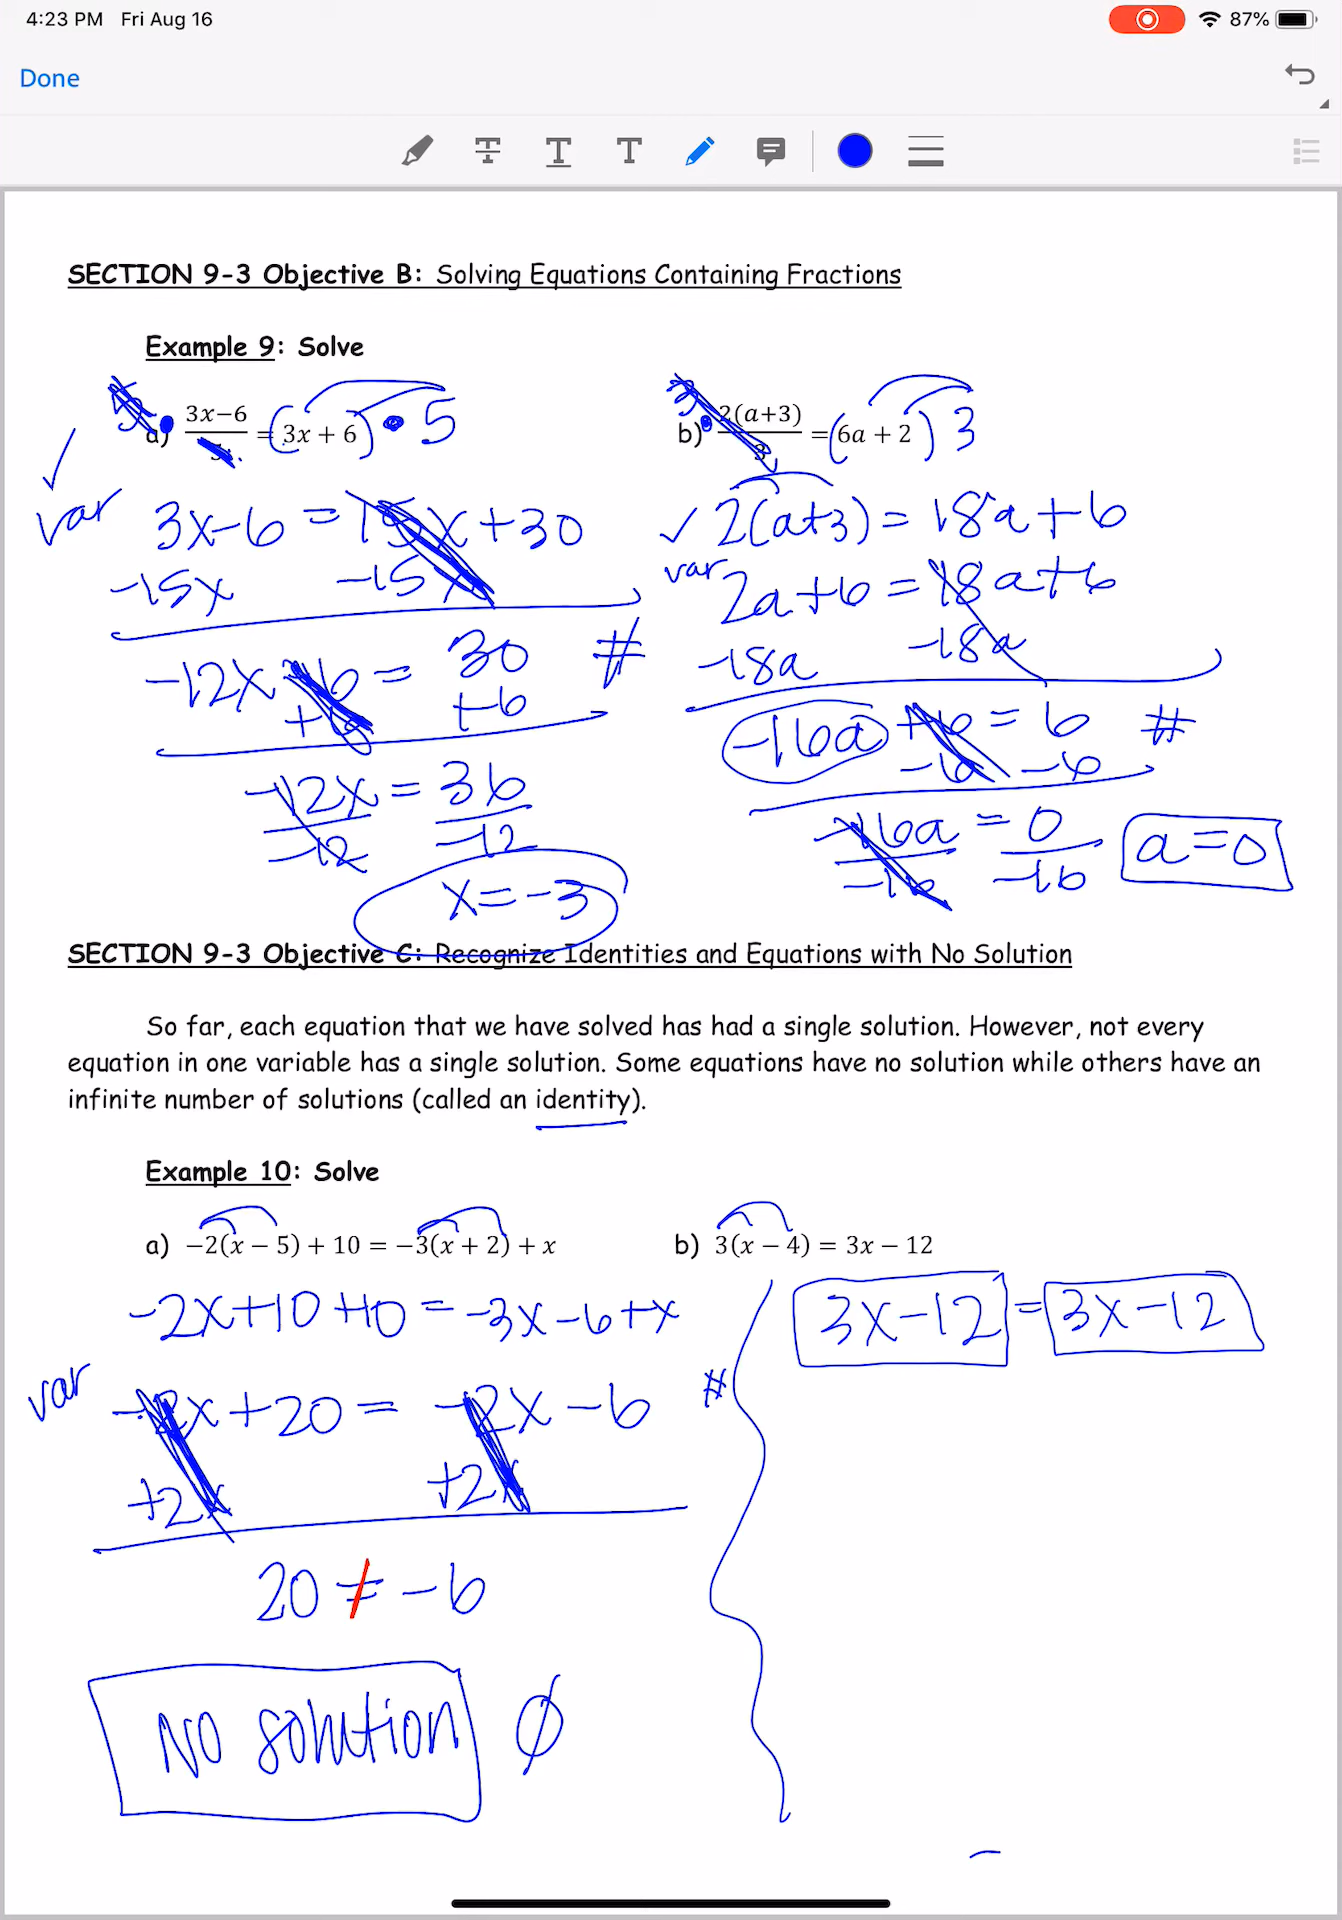 4:23 PM Fri Aug 16 87%
Done
T T T
SECTION 9-3 Objective B: Solving Equations Containing Fractions
Example 9: Solve
5 • a) 3x−6 / 5 = (3x + 6) • 5
var 3x-6 = 15x+30
-15x -15x
-12x -6 = 30 #
+6 +6
-12x = 36
-12 -12
x=-3
3 • b) 2(a+3) / 3 = (6a + 2) 3
2(a+3) = 18a+6
var 2a+6 = 18a+6
-18a -18a
-16a +6 = 6 #
-6 -6
-16a = 0 a=0
-16 -16
SECTION 9-3 Objective C: Recognize Identities and Equations with No Solution
So far, each equation that we have solved has had a single solution. However, not every
equation in one variable has a single solution. Some equations have no solution while others have an
infinite number of solutions (called an identity).
Example 10: Solve
a) −2(x − 5) + 10 = −3(x + 2) + x
-2x+10+10 = -3x-6+x
var -2x+20 = -2x-6 #
+2x +2x
20 ≠ -6
No solution ∅
b) 3(x − 4) = 3x − 12
3x-12 = 3x-12